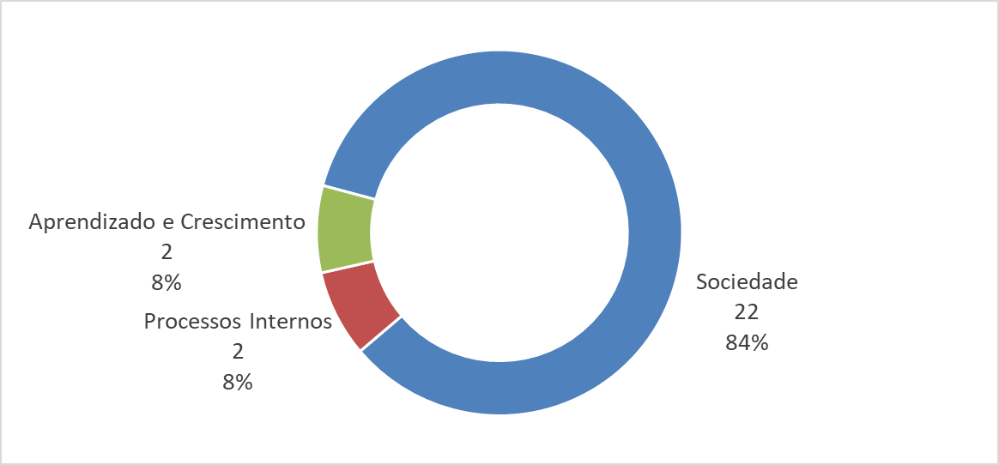 Aprendizado e Crescimento
2
8%
Processos Internos
2
8%
Sociedade
22
84%